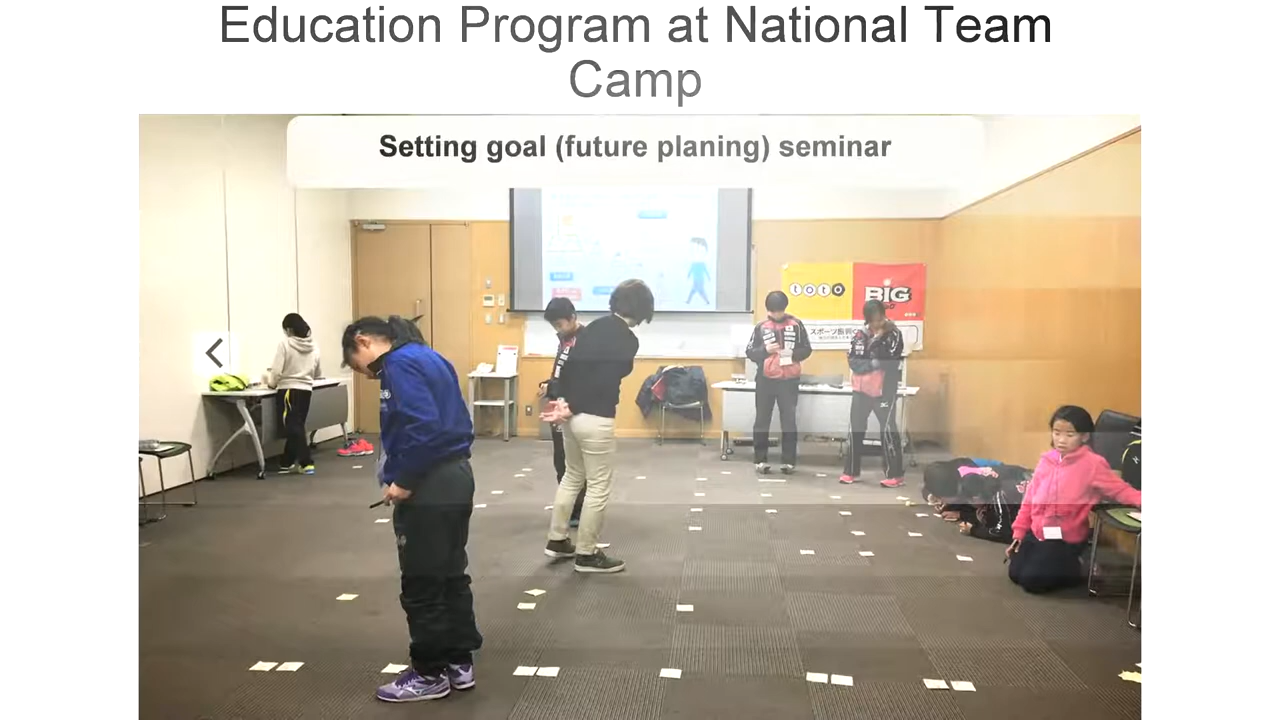 Education Program at National Team
Camp
Setting goal (future planing) seminar
toto
BIG
スポーツ振興